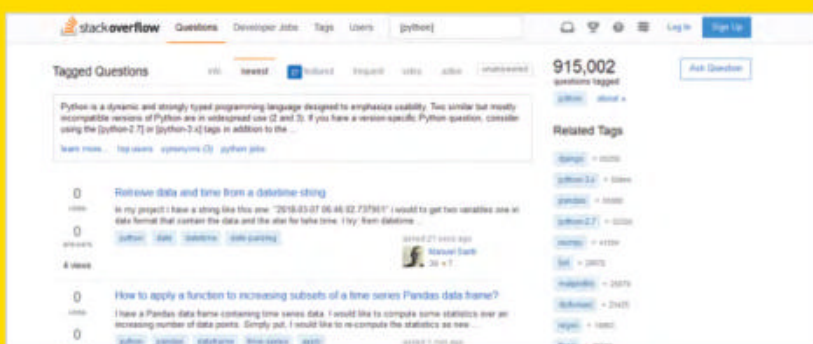 stackoverflow Questions Developer Jobs Tags Users [python] Log In Sign Up
Tagged Questions info newest featured frequent votes active unanswered
915,002
questions tagged
python about »
Ask Question
Python is a dynamic and strongly typed programming language designed to emphasize usability. Two similar but mostly
incompatible versions of Python are in widespread use (2 and 3). If you have a version-specific Python question, consider
using the [python-2.7] or [python-3.x] tags in addition to the ...
learn more... top users synonyms (3) python jobs
Related Tags
django
python-3.x
pandas
python-2.7
numpy
list
matplotlib
dictionary
regex
0
votes
0
answers
4 views
Retreive data and time from a datetime string
In my project i have a string like this one: "2018-03-07 06:46:02.737951" i would to get two variables one in
data format that contain the data and the
python date datetime date-parsing
asked 21 secs ago
Manuel Santi
0
votes
0
How to apply a function to increasing subsets of a time series Pandas data frame?
I have a Pandas data frame containing time series data. I would like to compute some statistics over an
increasing number of data points. Simply put, I would like to re-compute the statistics as new ...
python pandas dataframe time-series apply